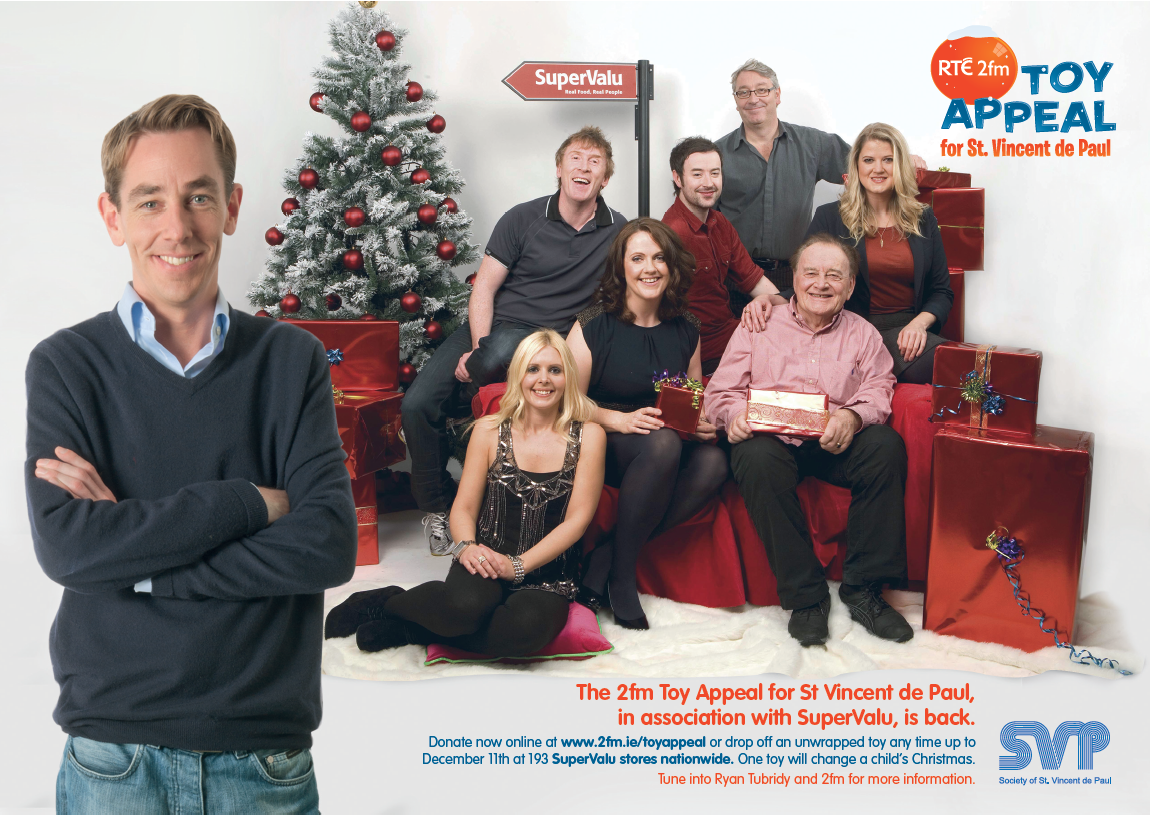 SuperValu
Real Food, Real People
RTÉ 2fm
TOY
APPEAL
for St. Vincent de Paul
The 2fm Toy Appeal for St Vincent de Paul,
in association with SuperValu, is back.
Donate now online at www.2fm.ie/toyappeal or drop off an unwrapped toy any time up to
December 11th at 193 SuperValu stores nationwide. One toy will change a child's Christmas.
Tune into Ryan Tubridy and 2fm for more information.
SVP
Society of St. Vincent de Paul